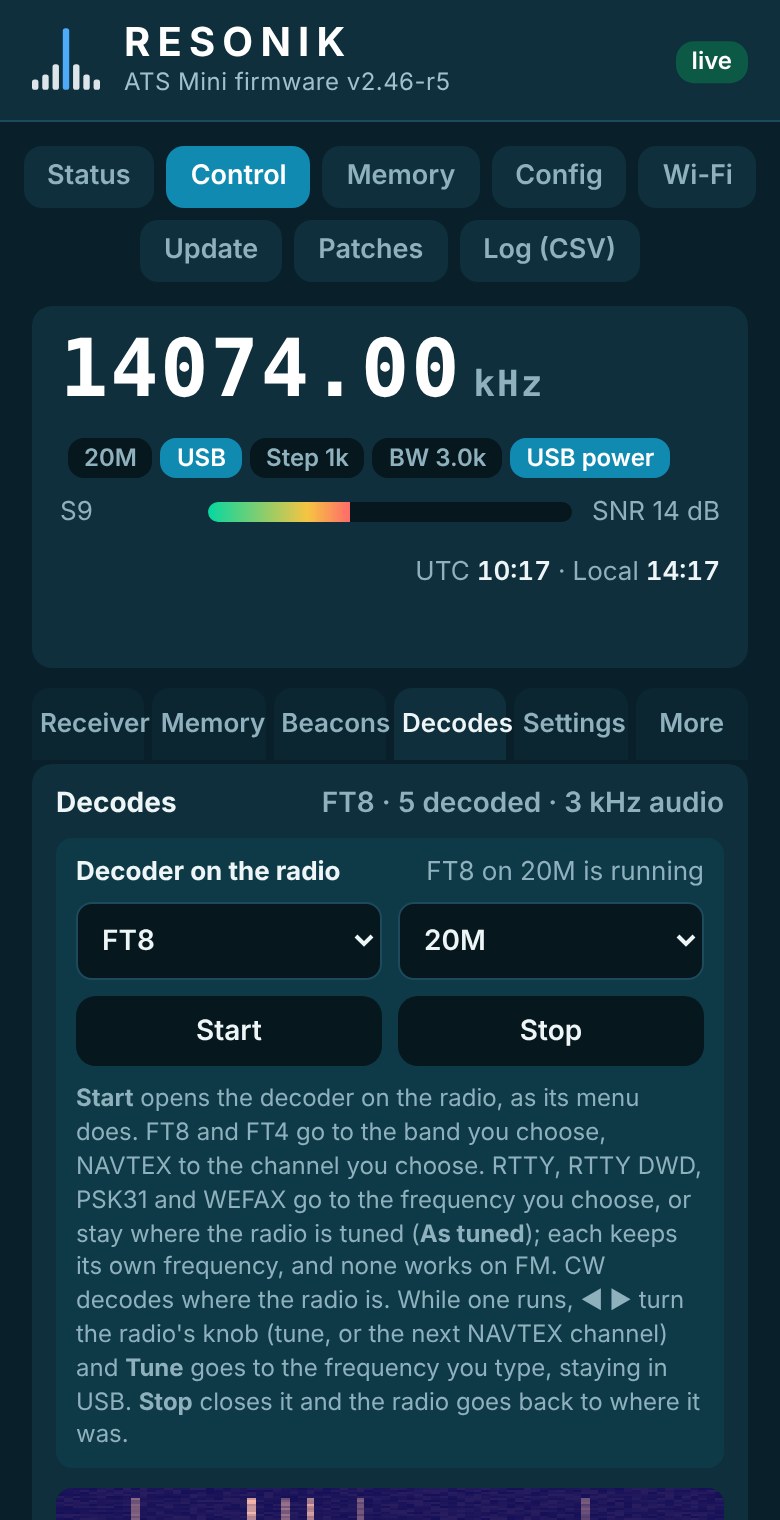 RESONIK
ATS Mini firmware v2.46-r5
live
Status Control Memory Config Wi-Fi
Update Patches Log (CSV)
14074.00 kHz
20M USB Step 1k BW 3.0k USB power
S9 SNR 14 dB
UTC 10:17 · Local 14:17
Receiver Memory Beacons Decodes Settings More
Decodes FT8 · 5 decoded · 3 kHz audio
Decoder on the radio FT8 on 20M is running
FT8 20M
Start Stop
Start opens the decoder on the radio, as its menu
does. FT8 and FT4 go to the band you choose,
NAVTEX to the channel you choose. RTTY, RTTY DWD,
PSK31 and WEFAX go to the frequency you choose, or
stay where the radio is tuned (As tuned); each keeps
its own frequency, and none works on FM. CW
decodes where the radio is. While one runs, ◀ ▶ turn
the radio's knob (tune, or the next NAVTEX channel)
and Tune goes to the frequency you type, staying in
USB. Stop closes it and the radio goes back to where it
was.